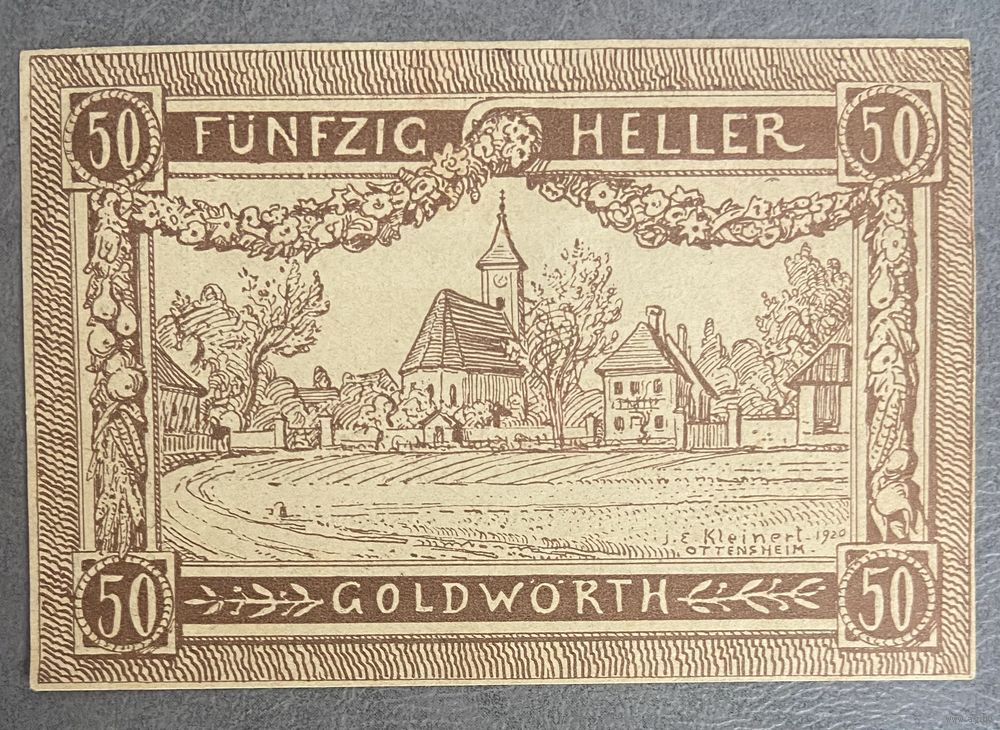 50 FÜNFZIG HELLER 50
J. E. Kleinert 1920
OTTENSHEIM
50 GOLDWÖRTH 50